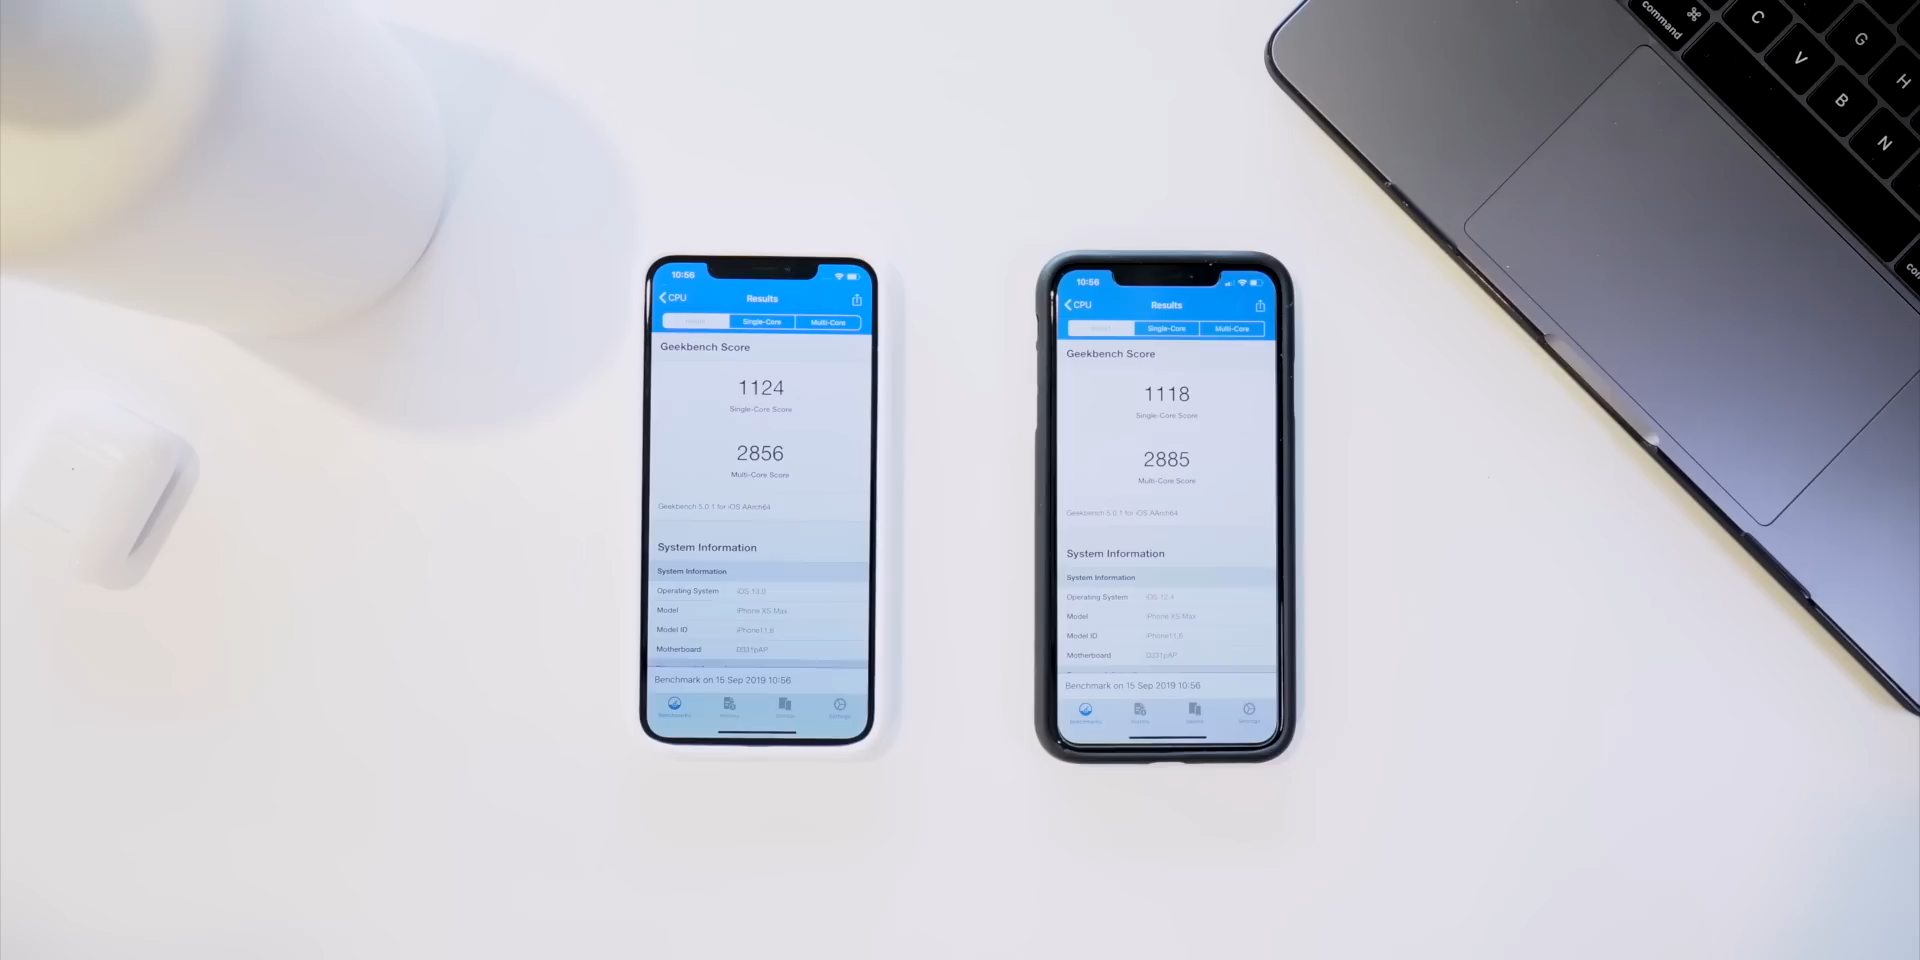 10:56
CPU
Results
Single-Core
Multi-Core
Geekbench Score
1124
Single-Core Score
2856
Multi-Core Score
Geekbench 5.0.1 for iOS AArch64
System Information
System Information
Operating System iOS 13.0
Model iPhone XS Max
Model ID iPhone11,6
Motherboard D331pAP
Benchmark on 15 Sep 2019 10:56
Benchmarks
Settings
10:56
CPU
Results
Single-Core
Multi-Core
Geekbench Score
1118
Single-Core Score
2885
Multi-Core Score
Geekbench 5.0.1 for iOS AArch64
System Information
System Information
Operating System iOS 12.4
Model iPhone XS Max
Model ID iPhone11,6
Motherboard D331pAP
Benchmark on 15 Sep 2019 10:56
Benchmarks
Settings
⌘
command
C
V
B
N
G
H